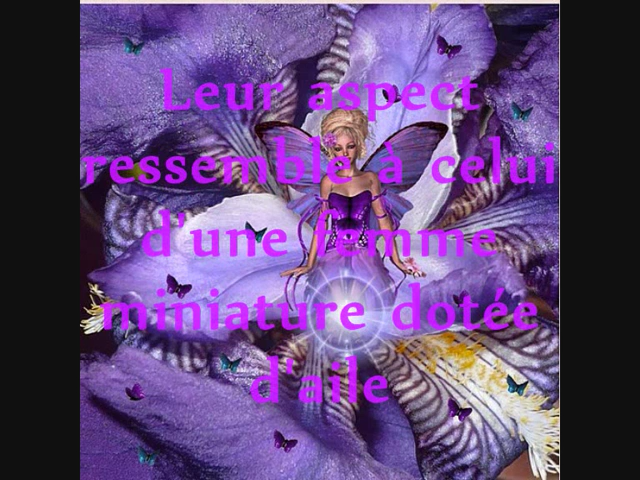 Leur aspect
ressemble à celui
d'une femme
miniature dotée
d'aile